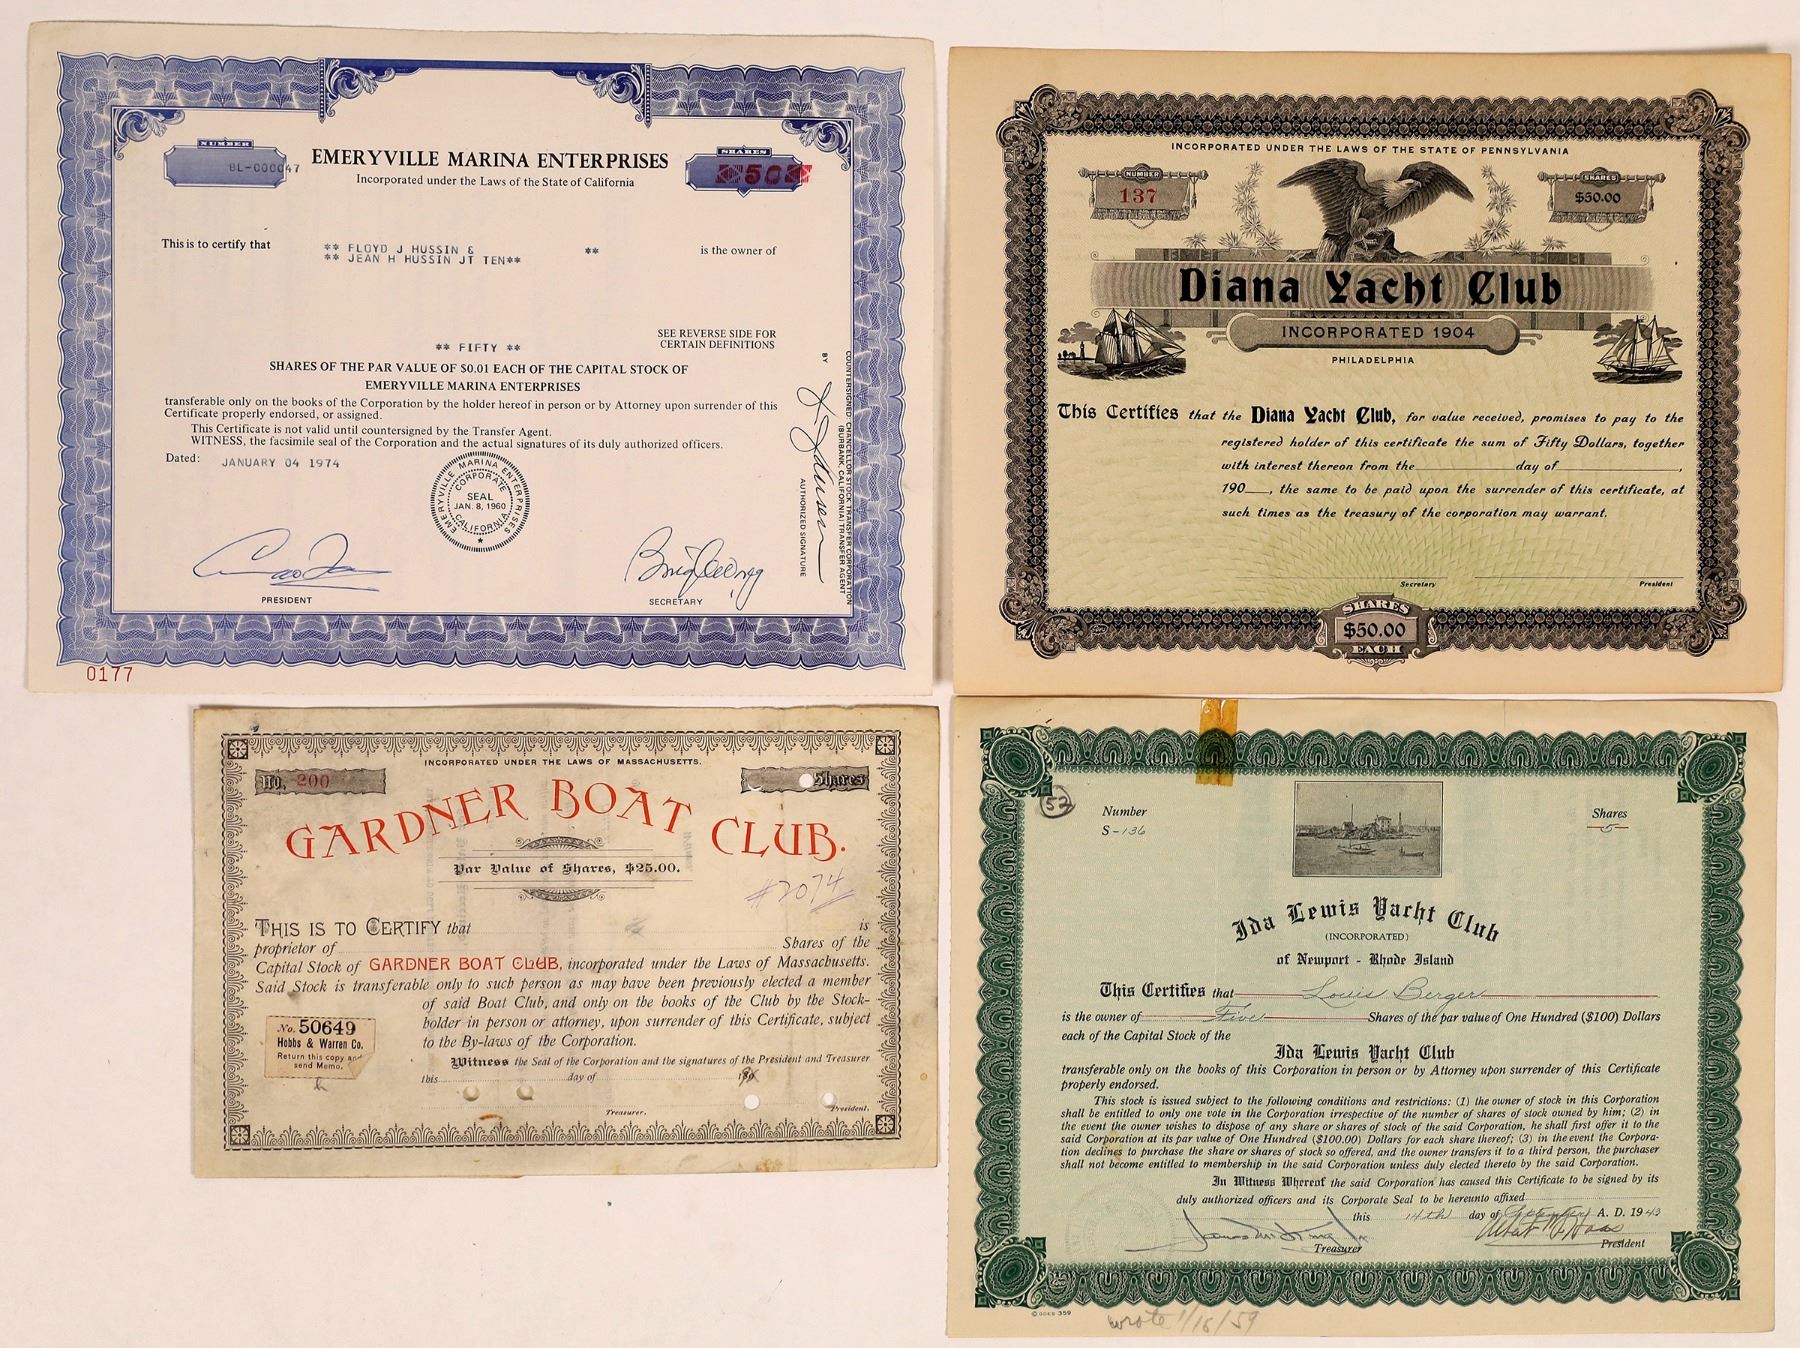 NUMBER
BL-000047
EMERYVILLE MARINA ENTERPRISES
Incorporated under the Laws of the State of California
SHARES
50
This is to certify that
** FLOYD J HUSSIN & **
** JEAN H HUSSIN JT TEN**
is the owner of
SEE REVERSE SIDE FOR
CERTAIN DEFINITIONS
** FIFTY **
SHARES OF THE PAR VALUE OF $0.01 EACH OF THE CAPITAL STOCK OF
EMERYVILLE MARINA ENTERPRISES
transferable only on the books of the Corporation by the holder hereof in person or by Attorney upon surrender of this
Certificate properly endorsed, or assigned.
This Certificate is not valid until countersigned by the Transfer Agent.
WITNESS, the facsimile seal of the Corporation and the actual signatures of its duly authorized officers.
Dated: JANUARY 04 1974
EMERYVILLE MARINA ENTERPRISES
CORPORATE
SEAL
JAN. 8, 1960
CALIFORNIA
PRESIDENT
SECRETARY
COUNTERSIGNED: CHANCELLOR STOCK TRANSFER CORPORATION
(BURBANK, CALIFORNIA) TRANSFER AGENT
BY
AUTHORIZED SIGNATURE
0177
INCORPORATED UNDER THE LAWS OF THE STATE OF PENNSYLVANIA
NUMBER
137
SHARES
$50.00
Diana Yacht Club
INCORPORATED 1904
PHILADELPHIA
This Certifies that the Diana Yacht Club, for value received, promises to pay to the
registered holder of this certificate the sum of Fifty Dollars, together
with interest thereon from the day of ,
190 , the same to be paid upon the surrender of this certificate, at
such times as the treasury of the corporation may warrant.
Secretary
President
SHARES
$50.00
EACH
INCORPORATED UNDER THE LAWS OF MASSACHUSETTS.
No. 200
Shares
GARDNER BOAT CLUB.
Par Value of Shares, $25.00.
#2074
THIS IS TO CERTIFY that is
proprietor of Shares of the
Capital Stock of GARDNER BOAT CLUB, incorporated under the Laws of Massachusetts.
Said Stock is transferable only to such person as may have been previously elected a member
of said Boat Club, and only on the books of the Club by the Stock-
holder in person or attorney, upon surrender of this Certificate, subject
to the By-laws of the Corporation.
Witness the Seal of the Corporation and the signatures of the President and Treasurer
this day of
Treasurer.
President.
No. 50649
Hobbs & Warren Co.
Return this copy and
send Memo.
52
Number
S-136
Shares
5
Ida Lewis Yacht Club
(INCORPORATED)
of Newport - Rhode Island
This Certifies that Louis Berger
is the owner of Five Shares of the par value of One Hundred ($100) Dollars
each of the Capital Stock of the
Ida Lewis Yacht Club
transferable only on the books of this Corporation in person or by Attorney upon surrender of this Certificate
properly endorsed.
This stock is issued subject to the following conditions and restrictions: (1) the owner of stock in this Corporation
shall be entitled to only one vote in the Corporation irrespective of the number of shares of stock owned by him; (2) in
the event the owner wishes to dispose of any share or shares of stock of the said Corporation, he shall first offer it to the
said Corporation at its par value of One Hundred ($100.00) Dollars for each share thereof; (3) in the event the Corpora-
tion declines to purchase the share or shares of stock so offered, and the owner transfers it to a third person, the purchaser
shall not become entitled to membership in the said Corporation unless duly elected thereto by the said Corporation.
In Witness Whereof the said Corporation has caused this Certificate to be signed by its
duly authorized officers and its Corporate Seal to be hereunto affixed
this 14th day of September A. D. 1943
Treasurer
President
© GOES 359
wrote 1/16/59